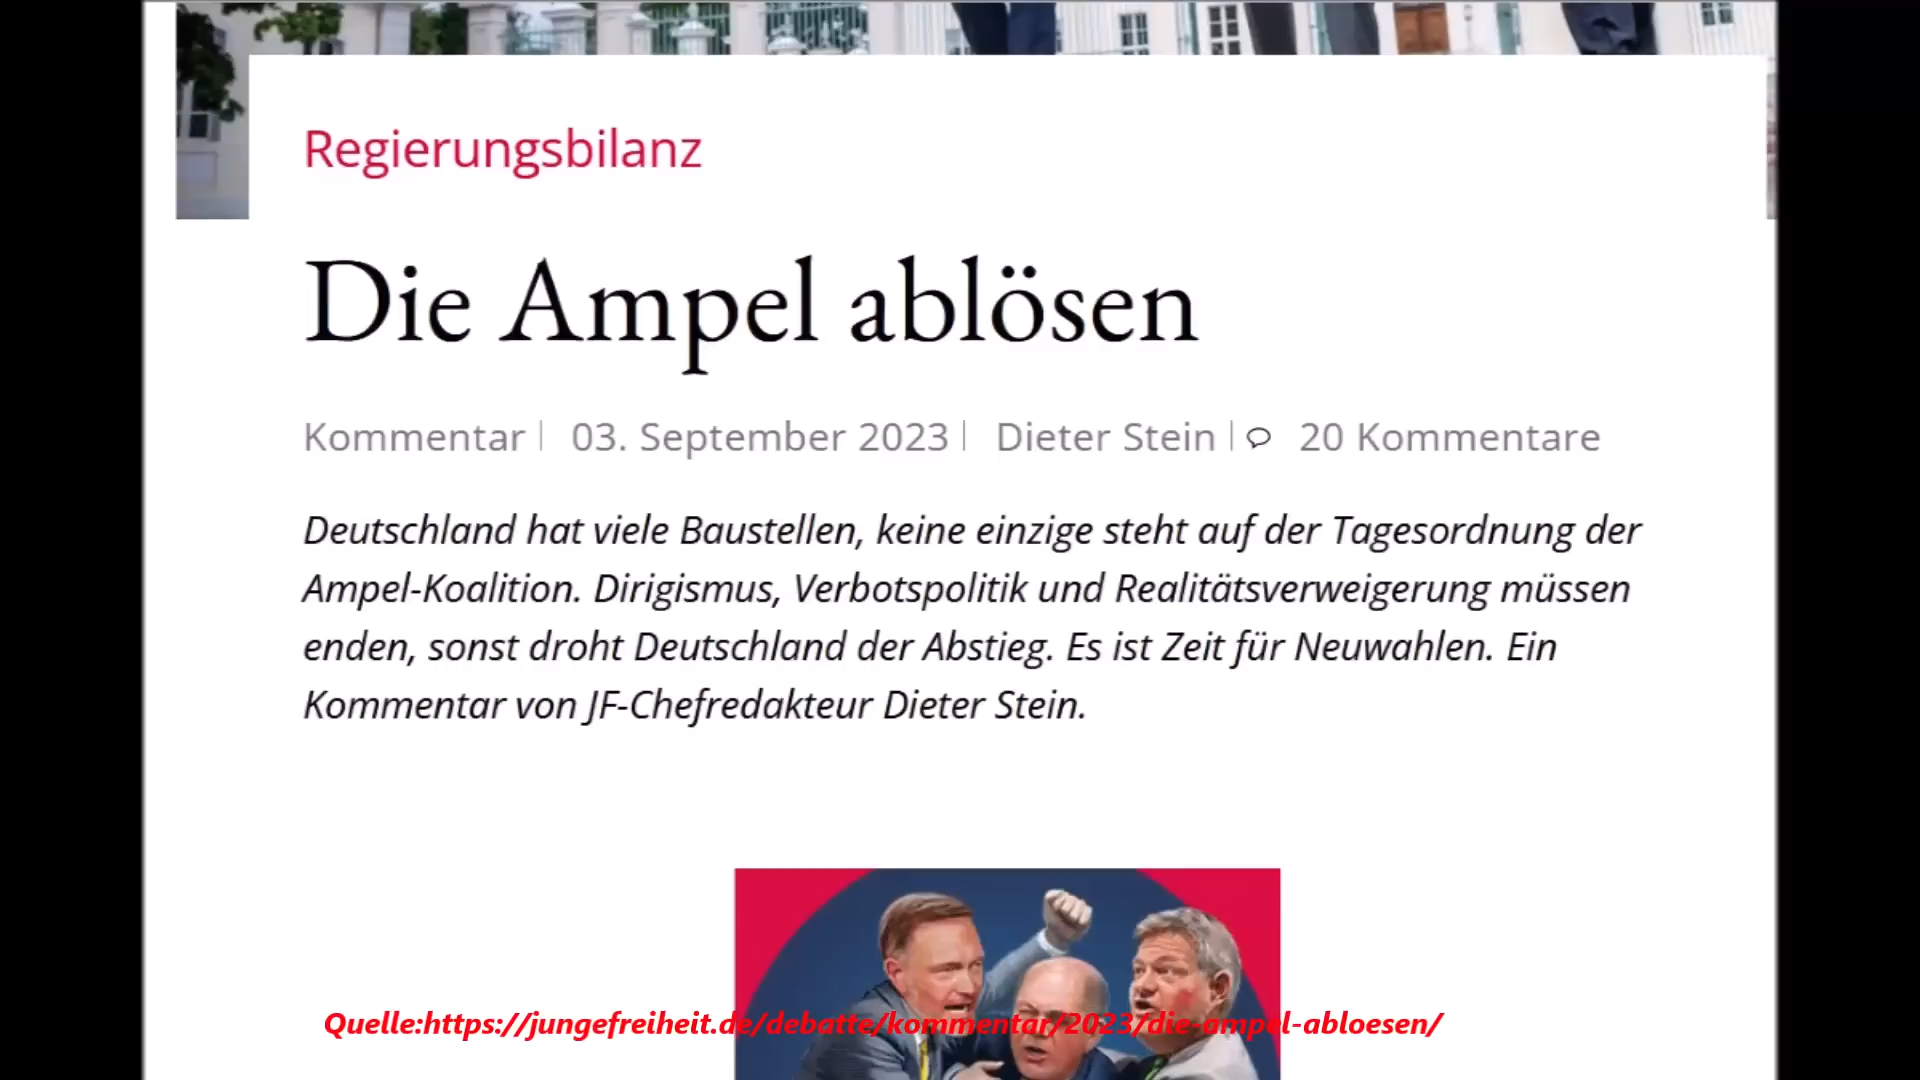 Regierungsbilanz
Die Ampel ablösen
Kommentar | 03. September 2023 | Dieter Stein | 20 Kommentare
Deutschland hat viele Baustellen, keine einzige steht auf der Tagesordnung der
Ampel-Koalition. Dirigismus, Verbotspolitik und Realitätsverweigerung müssen
enden, sonst droht Deutschland der Abstieg. Es ist Zeit für Neuwahlen. Ein
Kommentar von JF-Chefredakteur Dieter Stein.
Quelle:https://jungefreiheit.de/debatte/kommentar/2023/die-ampel-abloesen/